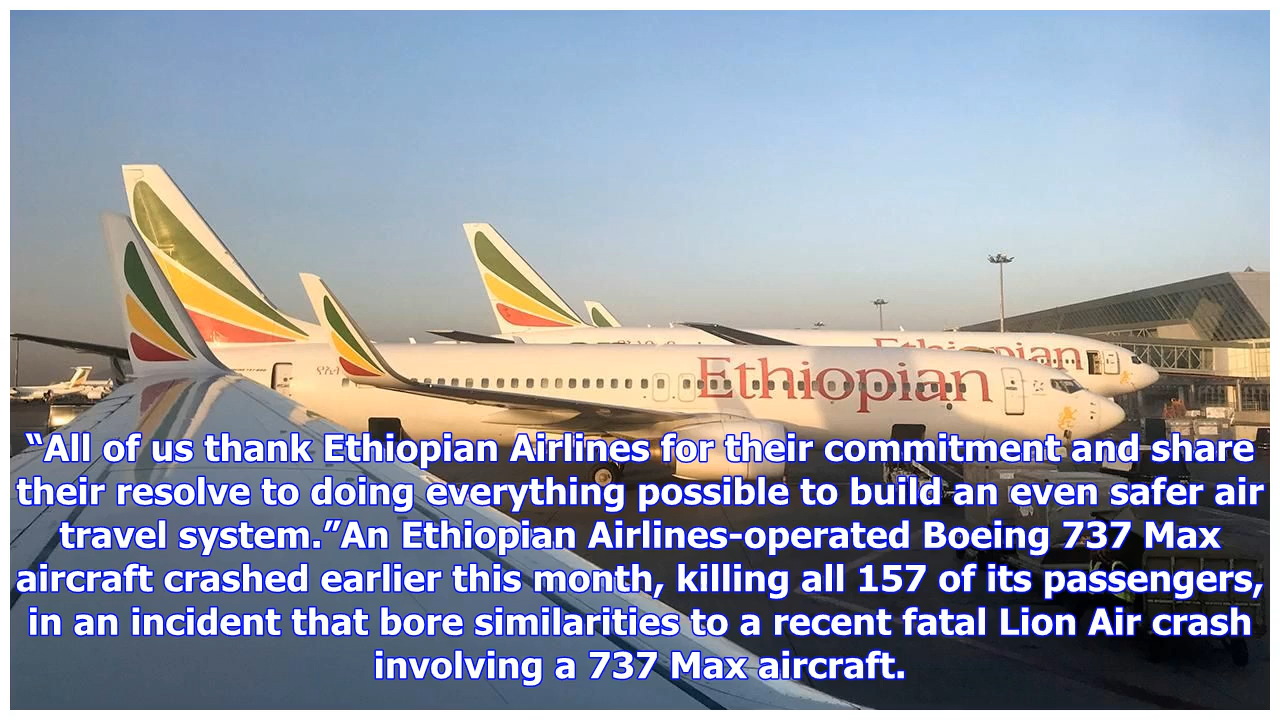 Ethiopian
Ethiopian
“All of us thank Ethiopian Airlines for their commitment and share
their resolve to doing everything possible to build an even safer air
travel system.”An Ethiopian Airlines-operated Boeing 737 Max
aircraft crashed earlier this month, killing all 157 of its passengers,
in an incident that bore similarities to a recent fatal Lion Air crash
involving a 737 Max aircraft.